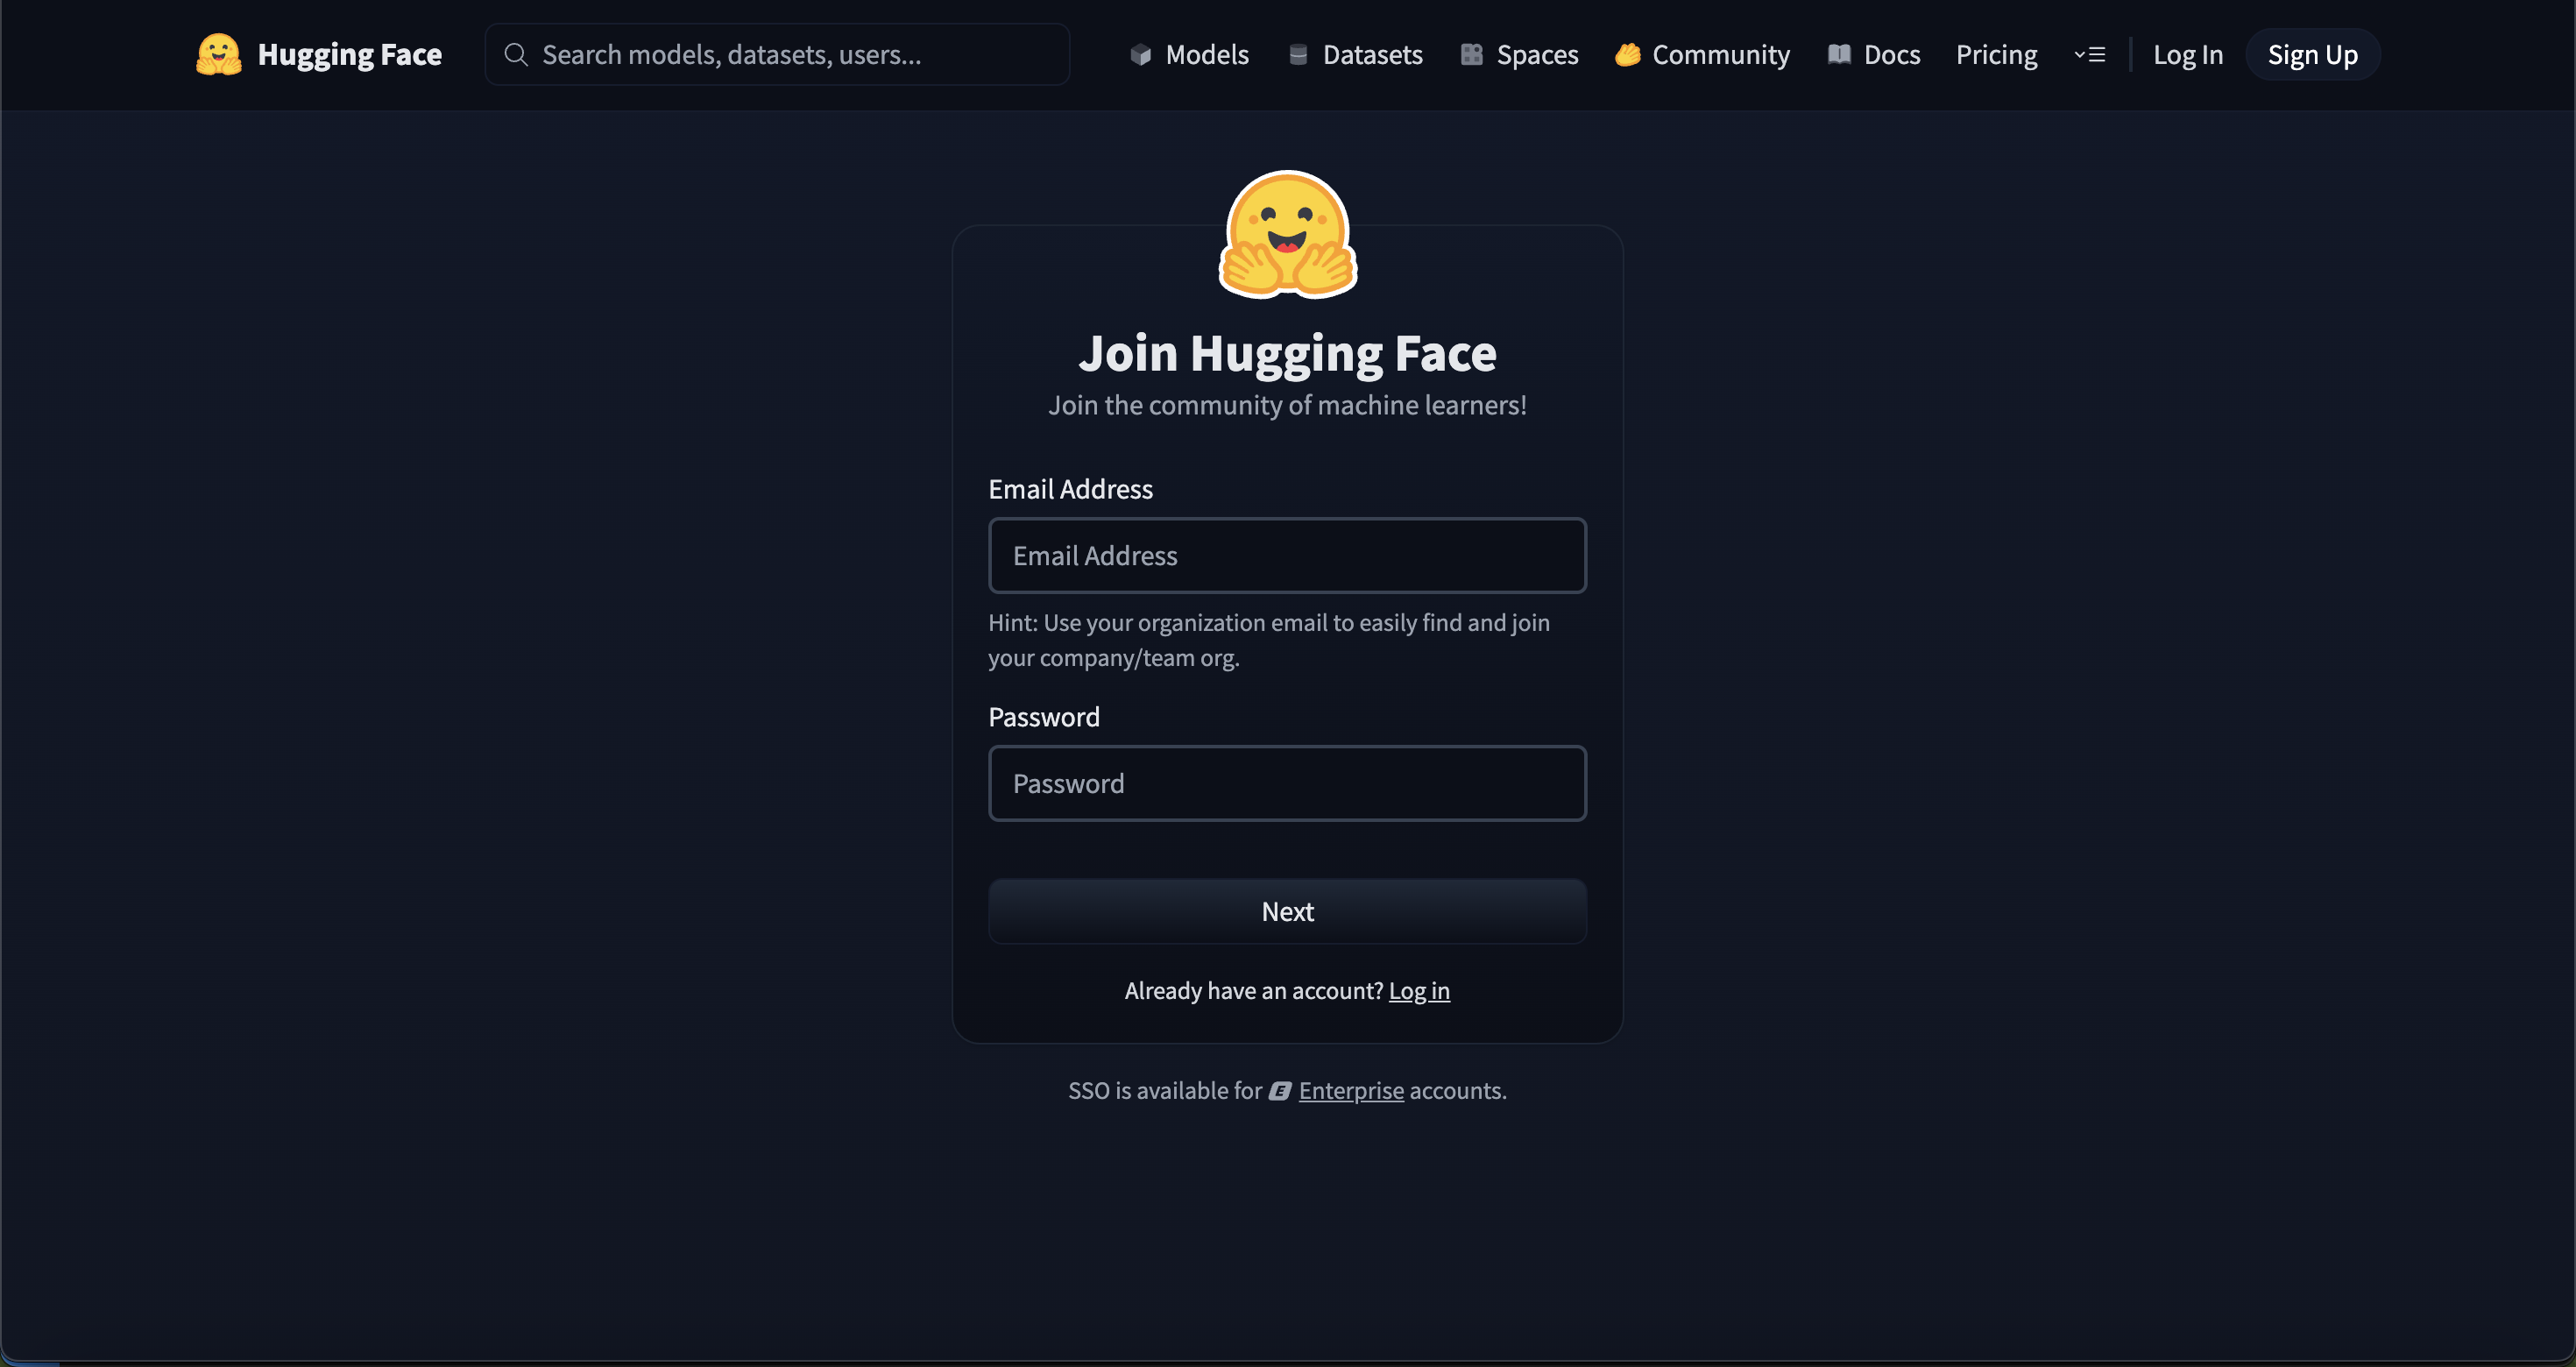 Hugging Face
Search models, datasets, users...
Models
Datasets
Spaces
Community
Docs
Pricing
Log In
Sign Up
Join Hugging Face
Join the community of machine learners!
Email Address
Email Address
Hint: Use your organization email to easily find and join
your company/team org.
Password
Password
Next
Already have an account? Log in
SSO is available for E Enterprise accounts.